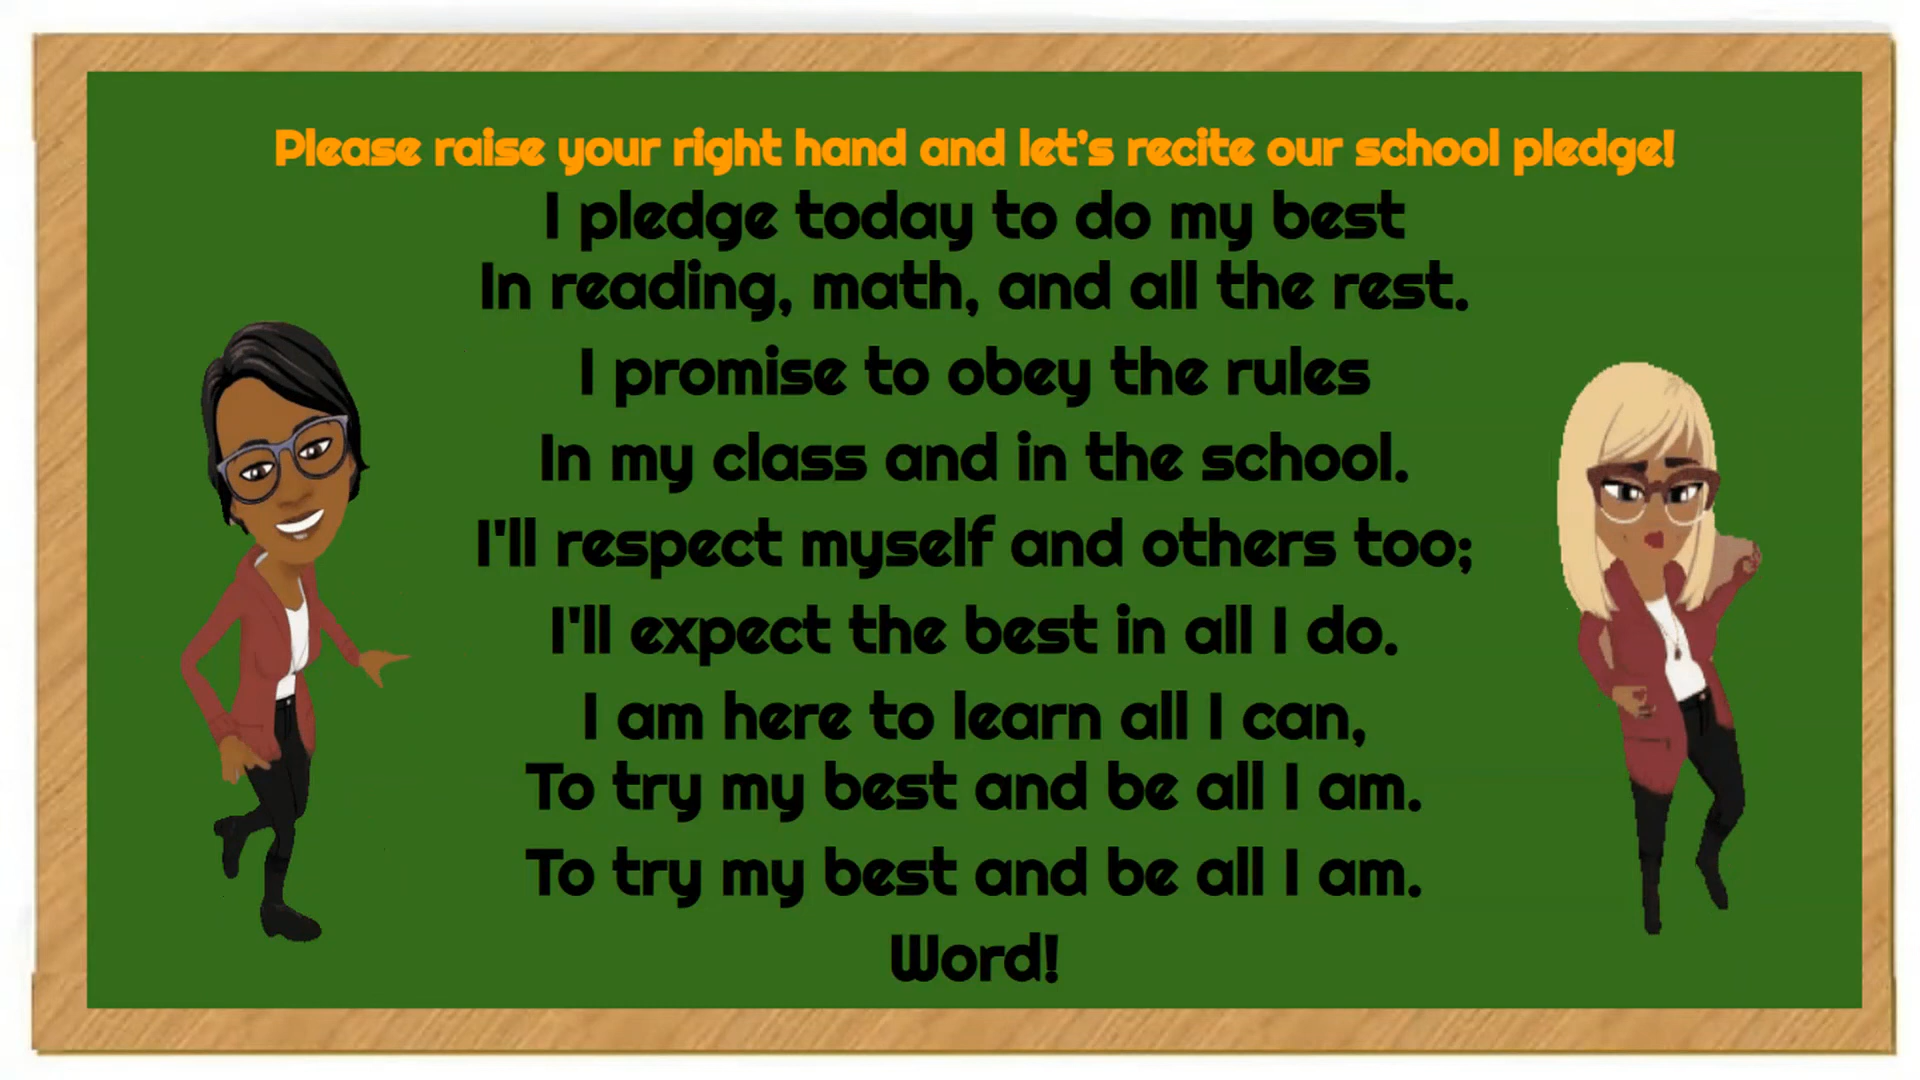 Please raise your right hand and let's recite our school pledge!
I pledge today to do my best
In reading, math, and all the rest.
I promise to obey the rules
In my class and in the school.
I'll respect myself and others too;
I'll expect the best in all I do.
I am here to learn all I can,
To try my best and be all I am.
To try my best and be all I am.
Word!